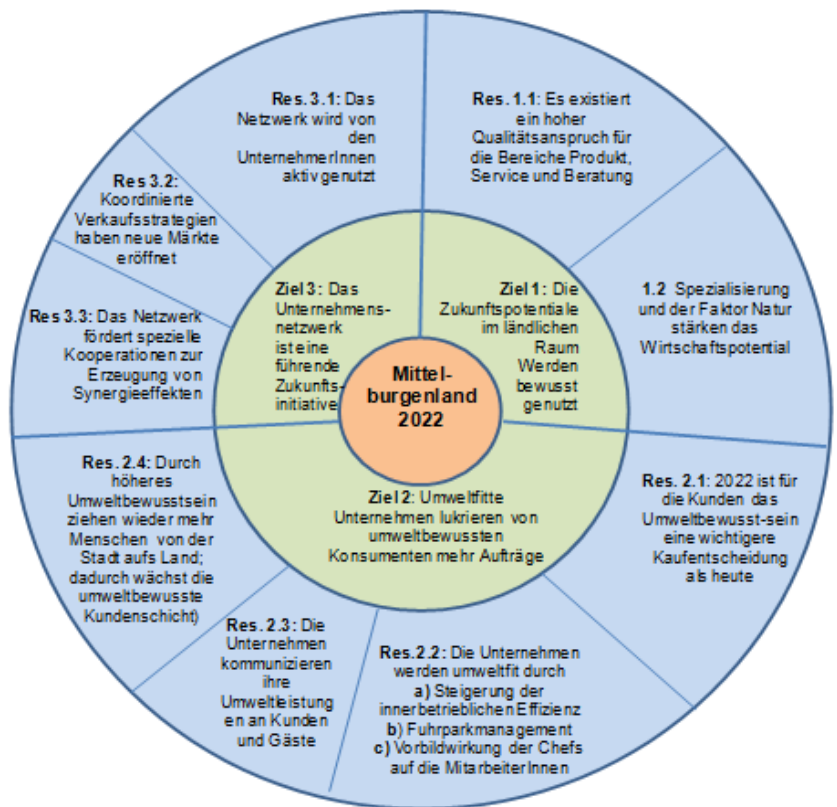 Mittel-
burgenland
2022
Ziel 1: Die
Zukunftspotentiale
im ländlichen
Raum
Werden
bewusst
genutzt
Res. 1.1: Es existiert
ein hoher
Qualitätsanspruch für
die Bereiche Produkt,
Service und Beratung
1.2 Spezialisierung
und der Faktor Natur
stärken das
Wirtschaftspotential
Ziel 2: Umweltfitte
Unternehmen lukrieren von
umweltbewussten
Konsumenten mehr Aufträge
Res. 2.1: 2022 ist für
die Kunden das
Umweltbewusst-sein
eine wichtigere
Kaufentscheidung
als heute
Res.2.2: Die Unternehmen
werden umweltfit durch
a) Steigerung der
innerbetrieblichen Effizienz
b) Fuhrparkmanagement
c) Vorbildwirkung der Chefs
auf die MitarbeiterInnen
Res. 2.3: Die
Unternehmen
kommunizieren
ihre
Umweltleistung
en an Kunden
und Gäste
Res. 2.4: Durch
höheres
Umweltbewusstsein
ziehen wieder mehr
Menschen von der
Stadt aufs Land;
dadurch wächst die
umweltbewusste
Kundenschicht)
Ziel 3: Das
Unternehmens-
netzwerk
ist eine
führende
Zukunfts-
initiative
Res. 3.1: Das
Netzwerk wird von
den
UnternehmerInnen
aktiv genutzt
Res 3.2:
Koordinierte
Verkaufsstrategien
haben neue Märkte
eröffnet
Res 3.3: Das Netzwerk
fördert spezielle
Kooperationen zur
Erzeugung von
Synergieeffekten